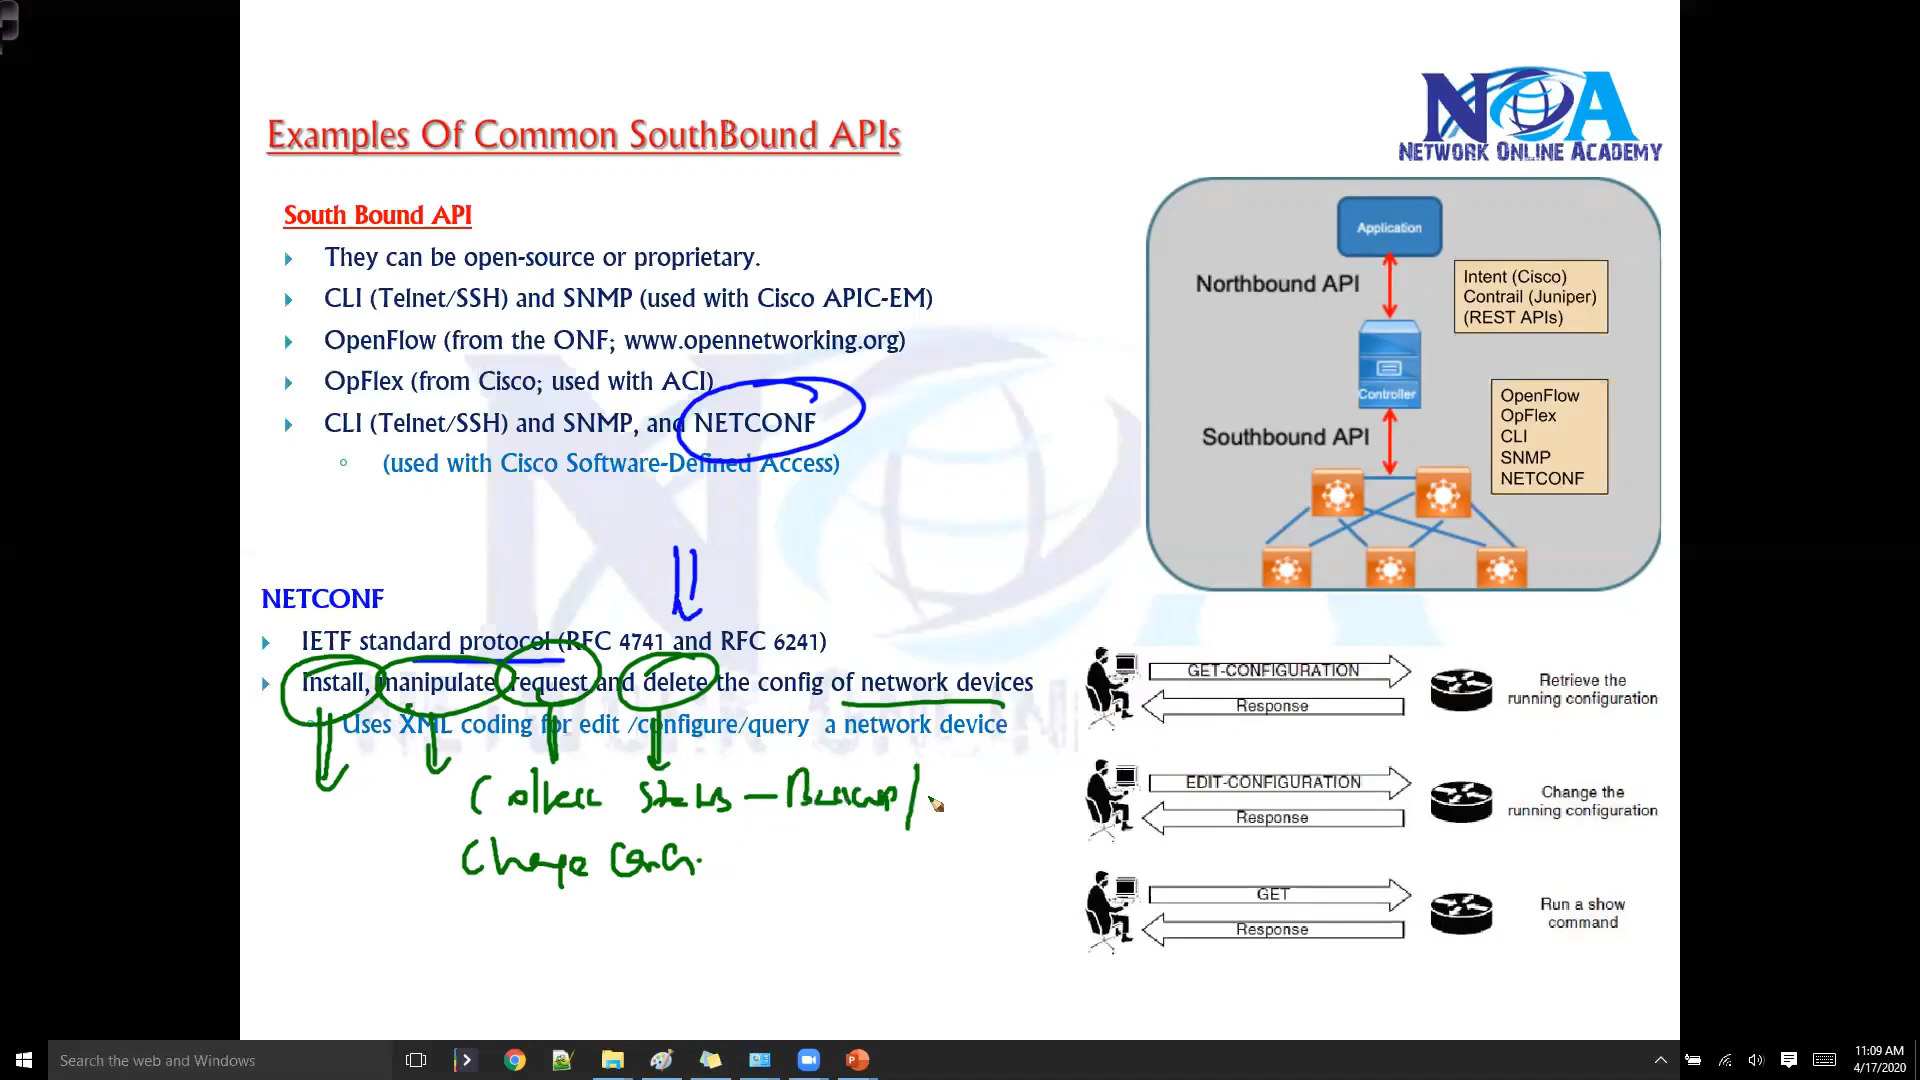 NOA
NETWORK ONLINE ACADEMY
Examples Of Common SouthBound APIs
South Bound API
They can be open-source or proprietary.
CLI (Telnet/SSH) and SNMP (used with Cisco APIC-EM)
OpenFlow (from the ONF; www.opennetworking.org)
OpFlex (from Cisco; used with ACI)
CLI (Telnet/SSH) and SNMP, and NETCONF
(used with Cisco Software-Defined Access)
Application
Northbound API
Intent (Cisco)
Contrail (Juniper)
(REST APIs)
Controller
Southbound API
OpenFlow
OpFlex
CLI
SNMP
NETCONF
NETCONF
IETF standard protocol (RFC 4741 and RFC 6241)
Install, manipulate request and delete the config of network devices
Uses XML coding for edit /configure/query a network device
Change
GET-CONFIGURATION
Response
Retrieve the
running configuration
EDIT-CONFIGURATION
Response
Change the
running configuration
GET
Response
Run a show
command
Search the web and Windows
11:09 AM
4/17/2020